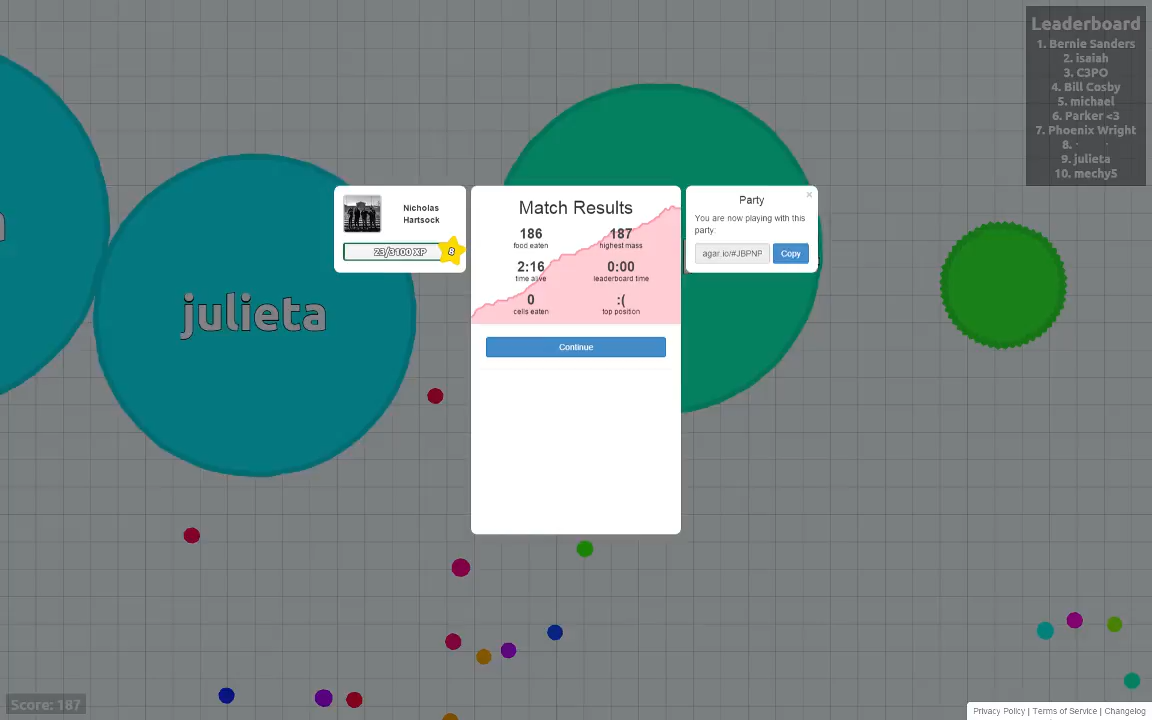 Leaderboard
1. Bernie Sanders
2. isaiah
3. C3PO
4. Bill Cosby
5. michael
6. Parker <3
7. Phoenix Wright
8.
9. julieta
10. mechy5
Nicholas
Hartsock
23/3100 XP
8
Match Results
186
187
food eaten
highest mass
2:16
0:00
time alive
leaderboard time
0
:(
cells eaten
top position
Continue
Party
×
You are now playing with this
party:
agar.io/#JBPNP
Copy
julieta
Score: 187
Privacy Policy | Terms of Service | Changelog